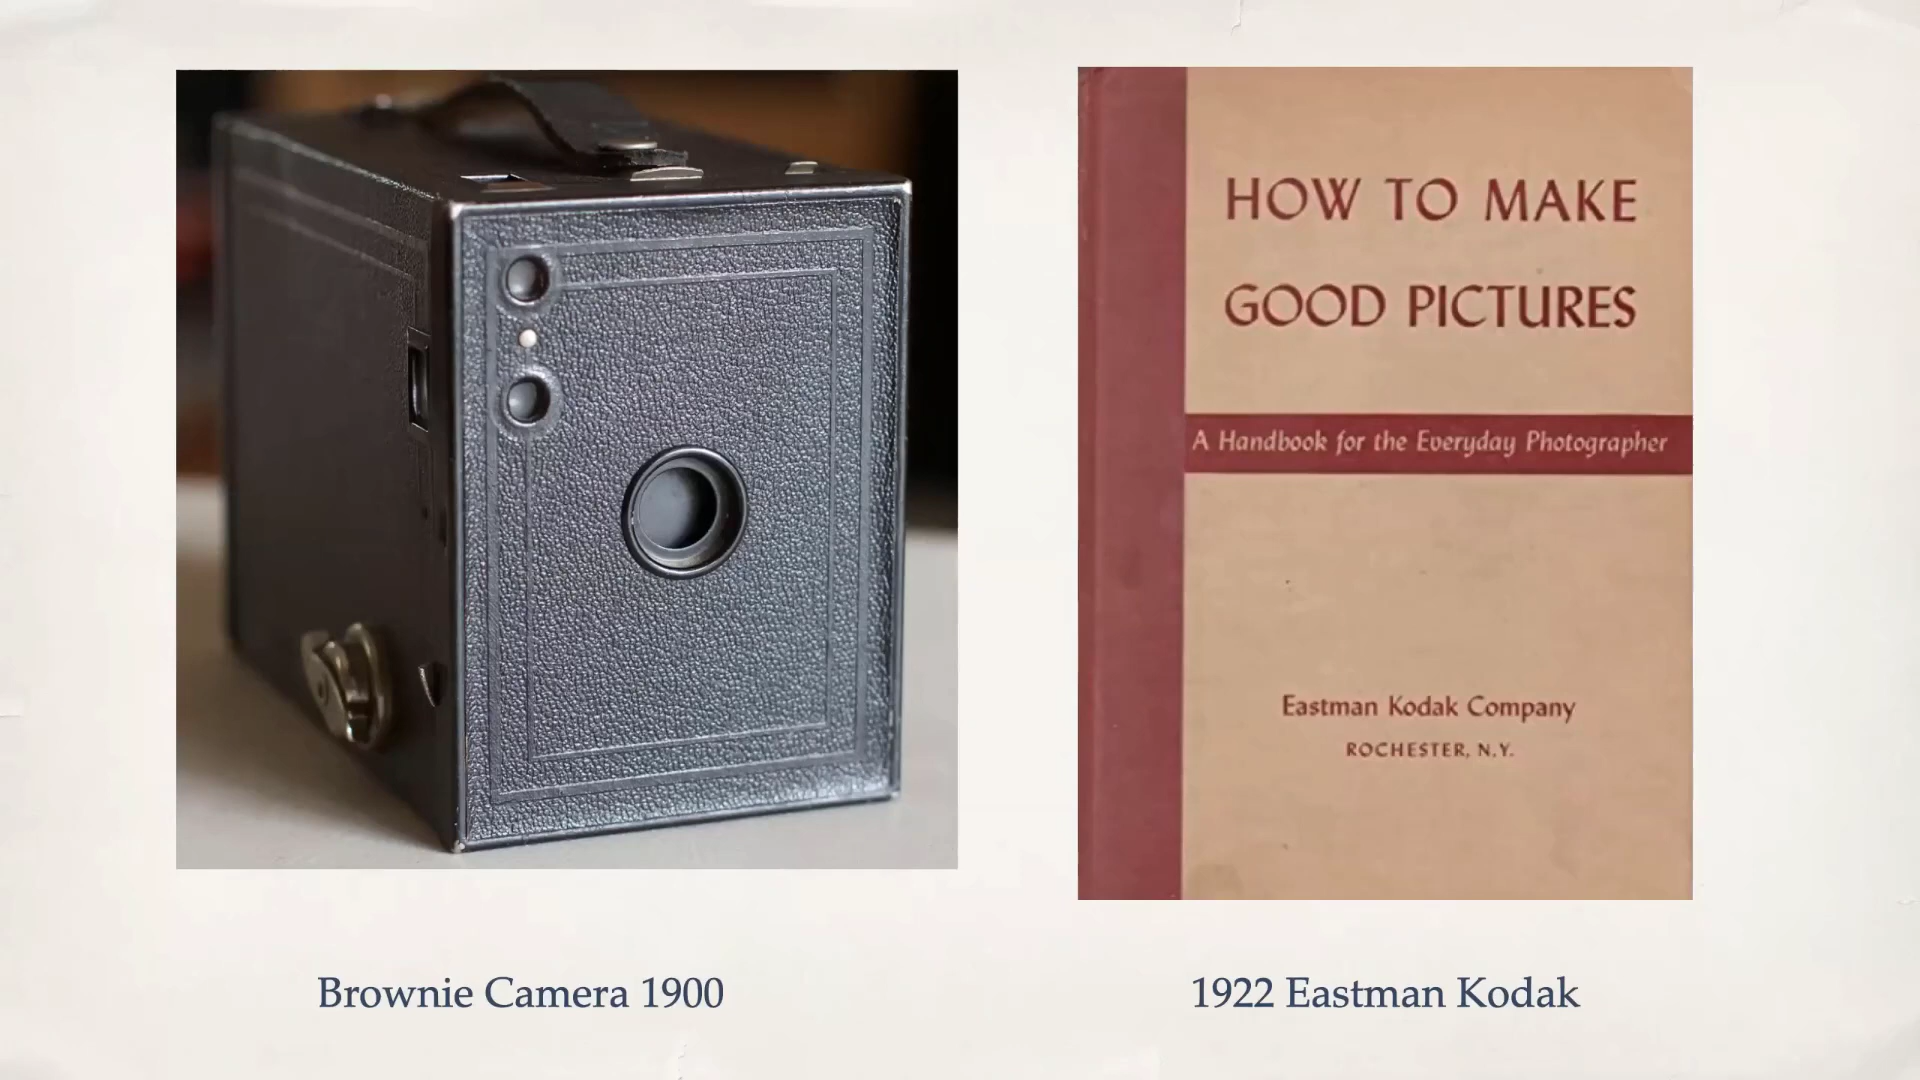 HOW TO MAKE
GOOD PICTURES
A Handbook for the Everyday Photographer
Eastman Kodak Company
ROCHESTER, N.Y.
Brownie Camera 1900
1922 Eastman Kodak